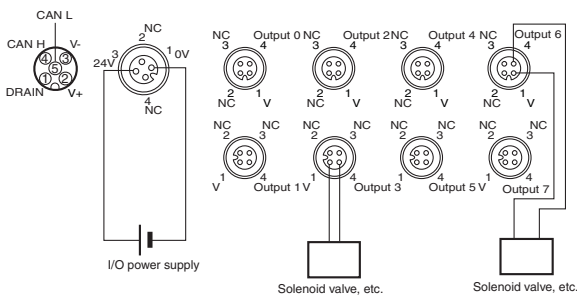 CAN L
CAN H
V-
4 3
5
1 2
DRAIN
V+
NC
2
3
24V
1 0V
4
NC
I/O power supply
NC Output 0
3 4
2 1
NC V
NC Output 2
3 4
2 1
NC V
NC Output 4
3 4
2 1
NC V
NC Output 6
3 4
2 1
NC V
NC NC
2 3
1 4
V Output 1
NC NC
2 3
1 4
V Output 3
NC NC
2 3
1 4
Output 5
NC NC
2 3
1 4
V Output 7
Solenoid valve, etc.
Solenoid valve, etc.